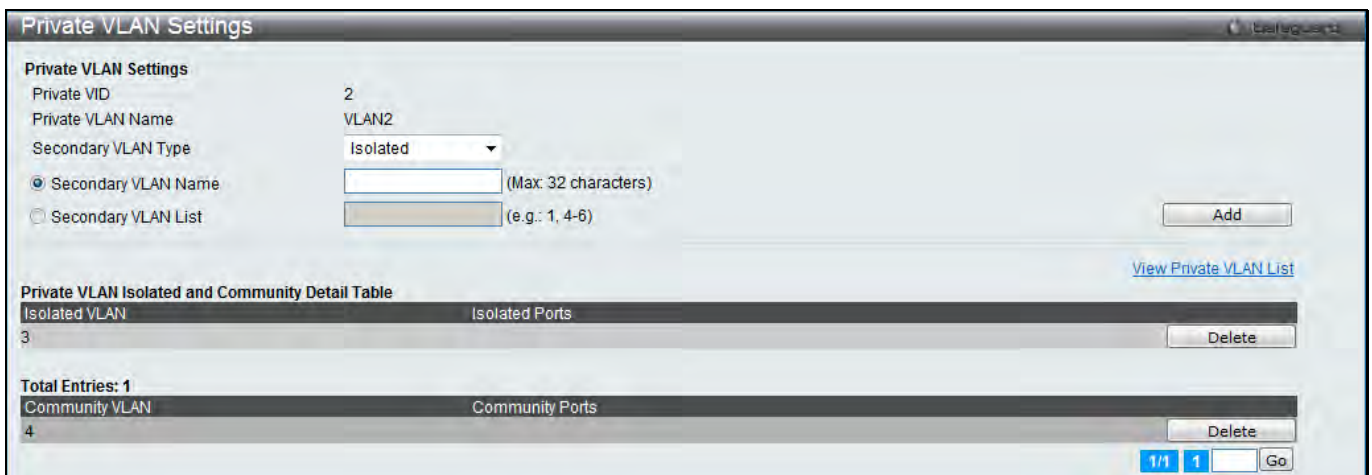 Private VLAN Settings
Safeguard
Private VLAN Settings
Private VID 2
Private VLAN Name VLAN2
Secondary VLAN Type Isolated
Secondary VLAN Name (Max: 32 characters)
Secondary VLAN List (e.g.: 1, 4-6) Add
View Private VLAN List
Private VLAN Isolated and Community Detail Table
Isolated VLAN Isolated Ports
3 Delete
Total Entries: 1
Community VLAN Community Ports
4 Delete
1/1 1 Go